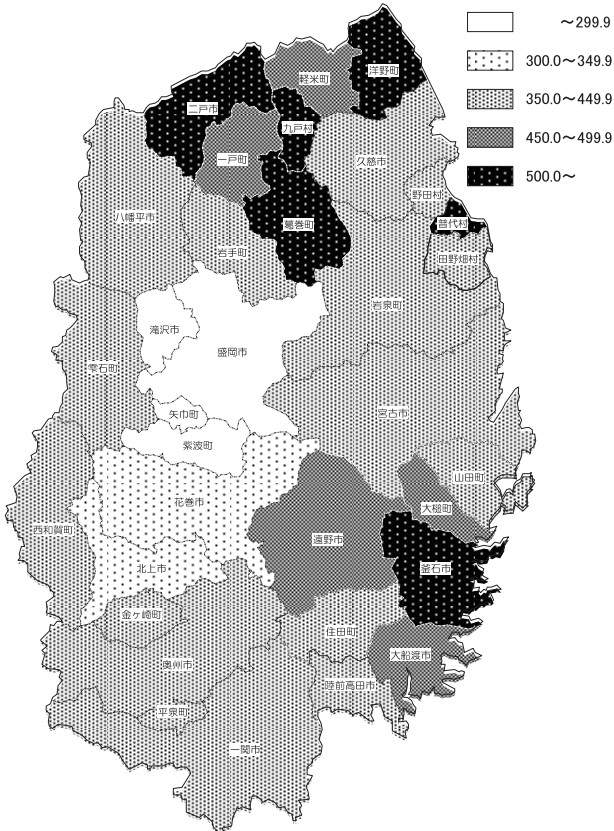 ～299.9
300.0～349.9
350.0～449.9
450.0～499.9
500.0～
洋野町
軽米町
二戸市
九戸村
一戸町
久慈市
野田村
八幡平市
葛巻町
普代村
岩手町
田野畑村
岩泉町
滝沢市
盛岡市
雫石町
矢巾町
宮古市
紫波町
山田町
花巻市
大槌町
西和賀町
遠野市
北上市
釜石市
金ヶ崎町
住田町
大船渡市
奥州市
陸前高田市
平泉町
一関市